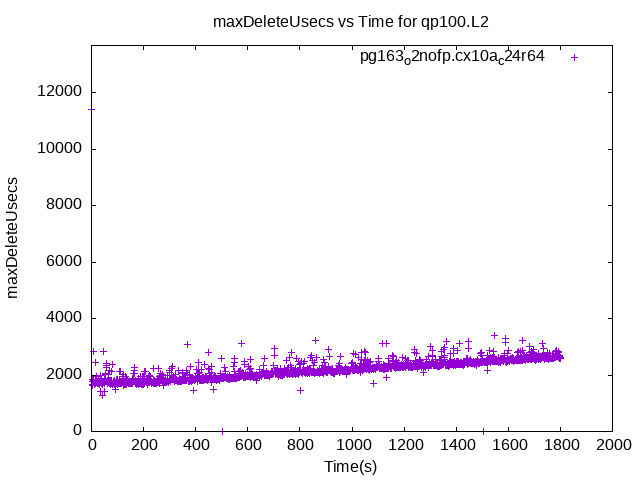 maxDeleteUsecs vs Time for qp100.L2
pg163o2nofp.cx10ac24r64
12000
10000
8000
6000
4000
2000
0
maxDeleteUsecs
0 200 400 600 800 1000 1200 1400 1600 1800 2000
Time(s)